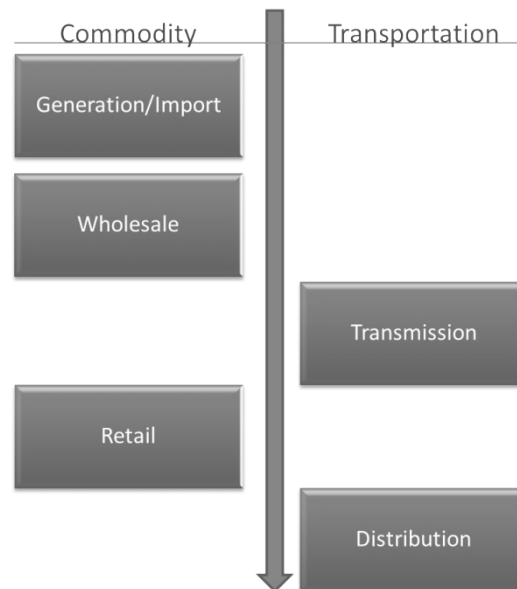 Commodity
Transportation
Generation/Import
Wholesale
Transmission
Retail
Distribution